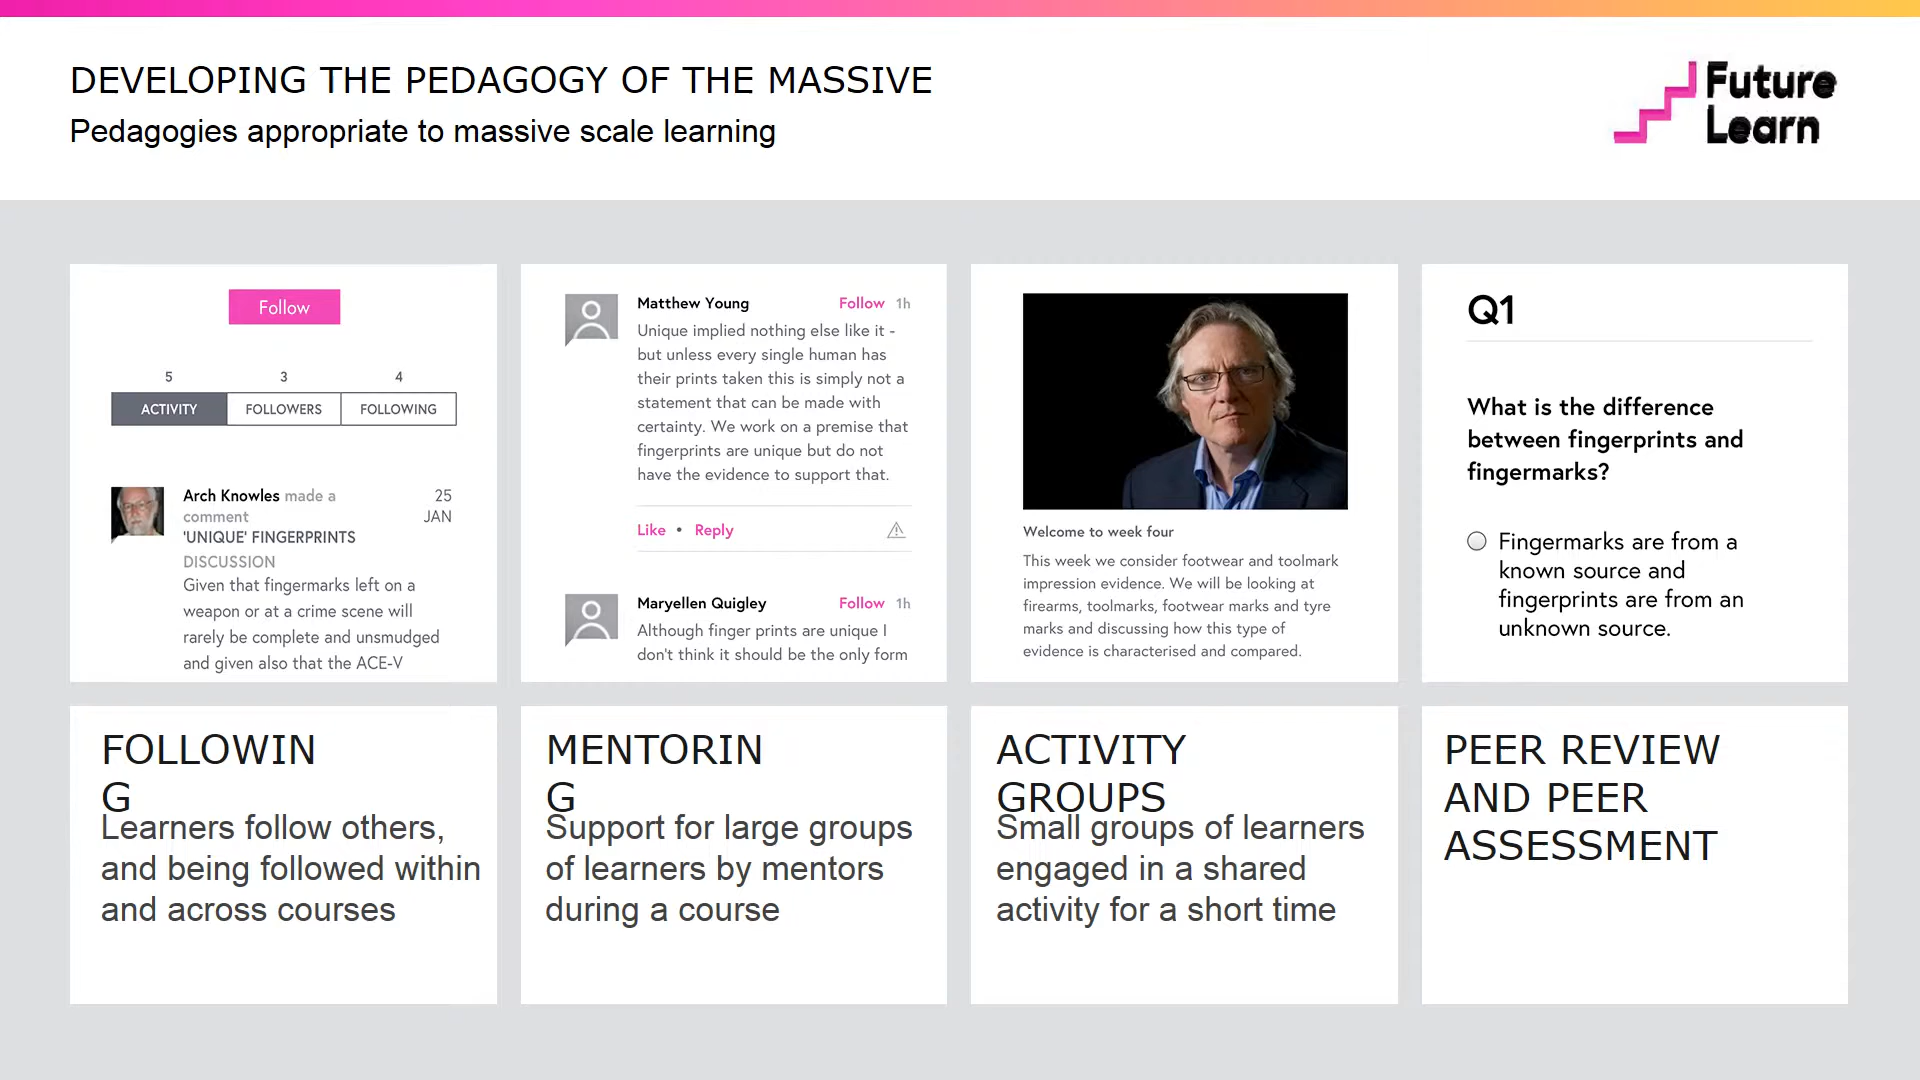 DEVELOPING THE PEDAGOGY OF THE MASSIVE
Pedagogies appropriate to massive scale learning
Future
Learn
Follow
5 3 4
ACTIVITY FOLLOWERS FOLLOWING
Arch Knowles made a 25
comment JAN
'UNIQUE' FINGERPRINTS
DISCUSSION
Given that fingermarks left on a
weapon or at a crime scene will
rarely be complete and unsmudged
and given also that the ACE-V
Matthew Young Follow 1h
Unique implied nothing else like it -
but unless every single human has
their prints taken this is simply not a
statement that can be made with
certainty. We work on a premise that
fingerprints are unique but do not
have the evidence to support that.
Like • Reply
Maryellen Quigley Follow 1h
Although finger prints are unique I
don't think it should be the only form
Welcome to week four
This week we consider footwear and toolmark
impression evidence. We will be looking at
firearms, toolmarks, footwear marks and tyre
marks and discussing how this type of
evidence is characterised and compared.
Q1
What is the difference
between fingerprints and
fingermarks?
Fingermarks are from a
known source and
fingerprints are from an
unknown source.
FOLLOWIN
G
Learners follow others,
and being followed within
and across courses
MENTORIN
G
Support for large groups
of learners by mentors
during a course
ACTIVITY
GROUPS
Small groups of learners
engaged in a shared
activity for a short time
PEER REVIEW
AND PEER
ASSESSMENT